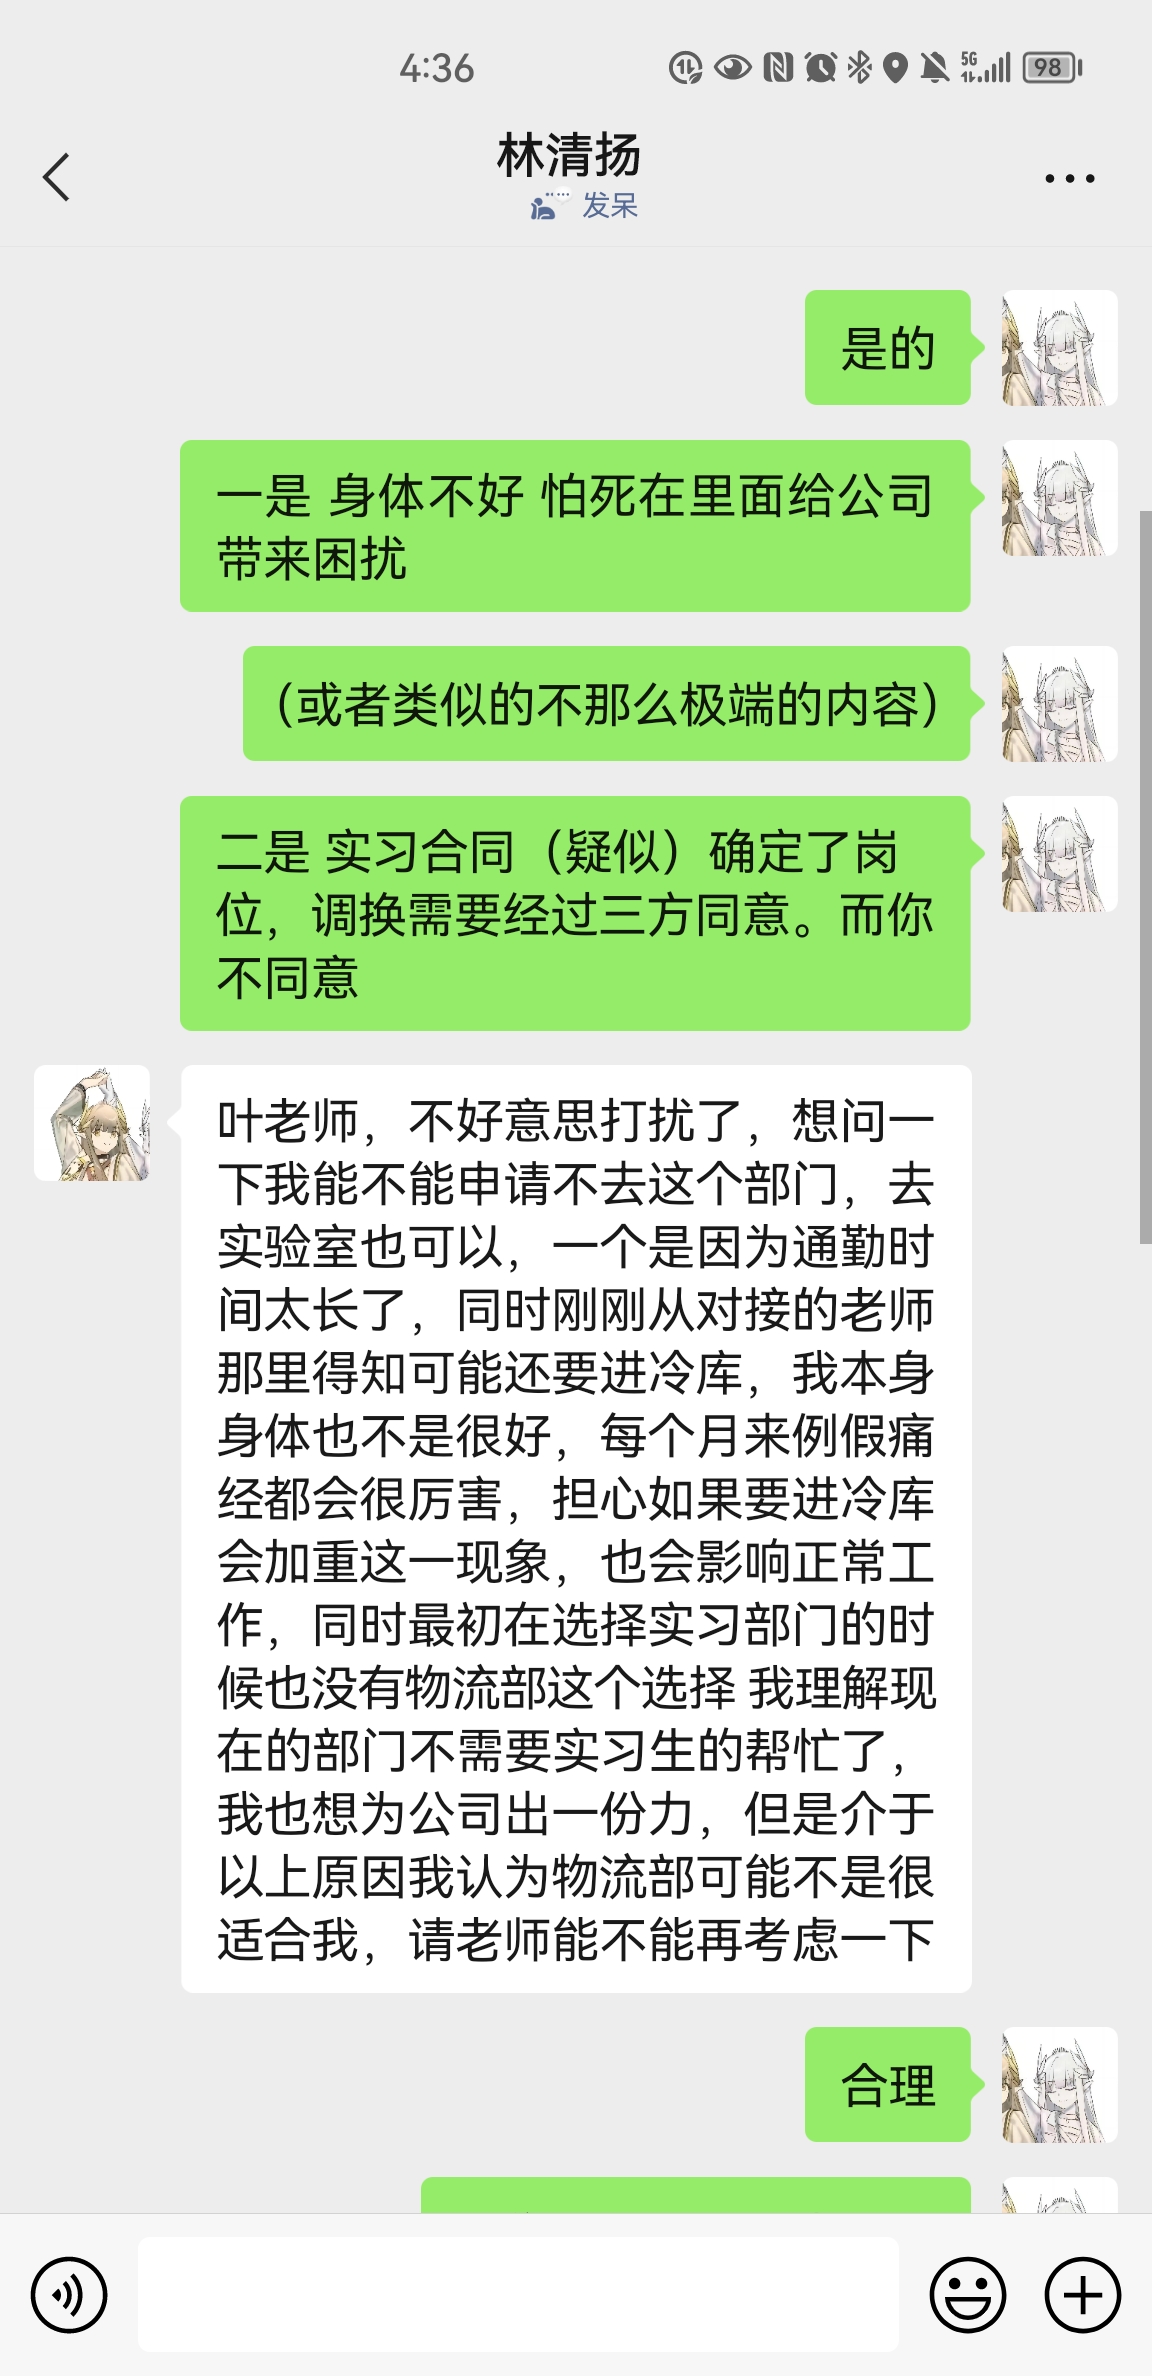 4:36
5G
98
林清扬
发呆
是的
一是 身体不好 怕死在里面给公司
带来困扰
（或者类似的不那么极端的内容）
二是 实习合同（疑似）确定了岗
位，调换需要经过三方同意。而你
不同意
叶老师，不好意思打扰了，想问一
下我能不能申请不去这个部门，去
实验室也可以，一个是因为通勤时
间太长了，同时刚刚从对接的老师
那里得知可能还要进冷库，我本身
身体也不是很好，每个月来例假痛
经都会很厉害，担心如果要进冷库
会加重这一现象，也会影响正常工
作，同时最初在选择实习部门的时
候也没有物流部这个选择 我理解现
在的部门不需要实习生的帮忙了，
我也想为公司出一份力，但是介于
以上原因我认为物流部可能不是很
适合我，请老师能不能再考虑一下
合理